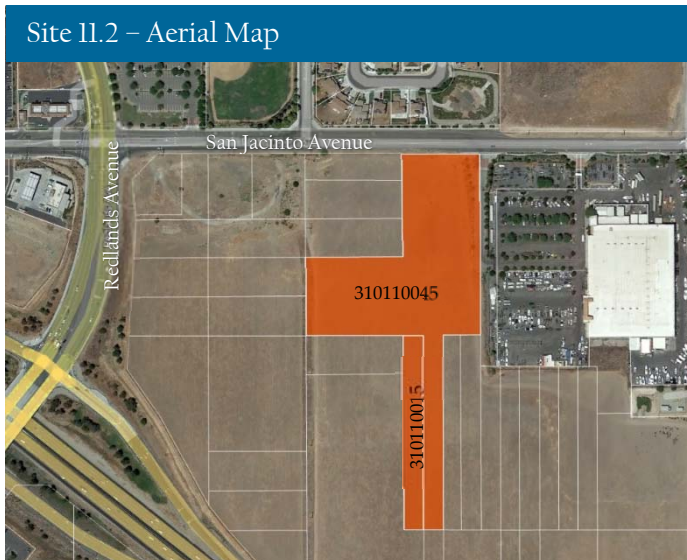 Site 11.2 – Aerial Map
San Jacinto Avenue
Redlands Avenue
310110045
310110015